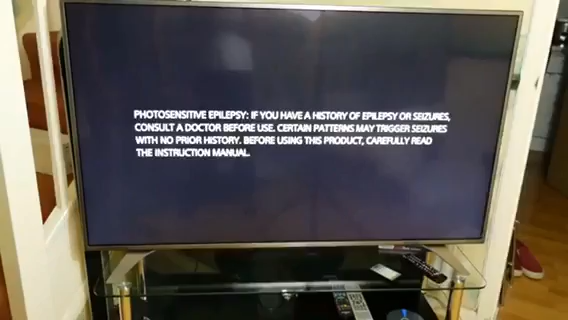 PHOTOSENSITIVE EPILEPSY: IF YOU HAVE A HISTORY OF EPILEPSY OR SEIZURES,
CONSULT A DOCTOR BEFORE USE. CERTAIN PATTERNS MAY TRIGGER SEIZURES
WITH NO PRIOR HISTORY. BEFORE USING THIS PRODUCT, CAREFULLY READ
THE INSTRUCTION MANUAL.